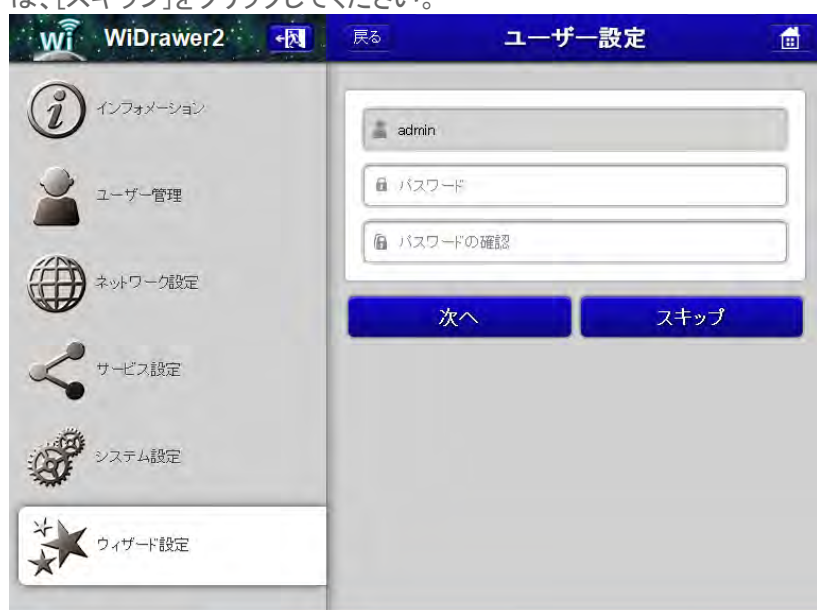 は、[スキップ]をクリックしてください。
Wi WiDrawer2
戻る ユーザー設定
インフォメーション
ユーザー管理
ネットワーク設定
サービス設定
システム設定
ウィザード設定
admin
パスワード
パスワードの確認
次へ スキップ